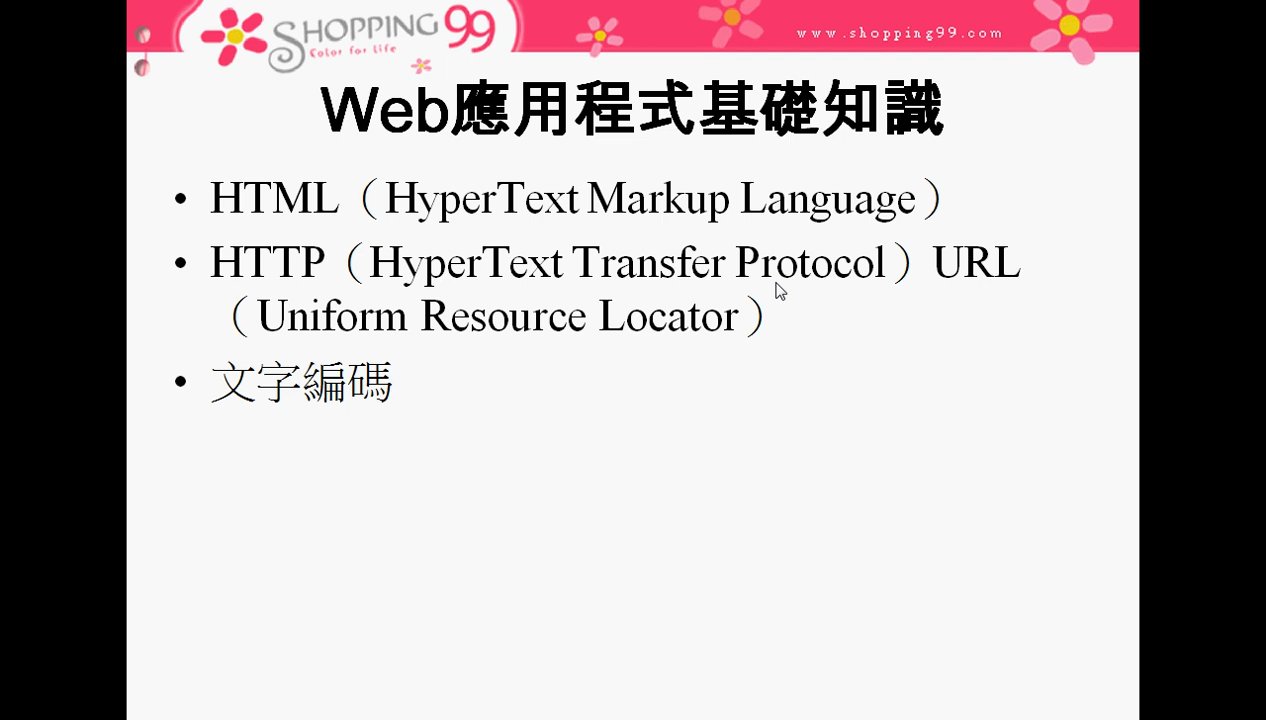 SHOPPING 99
Color for Life
www.shopping99.com
Web應用程式基礎知識
• HTML（HyperText Markup Language）
• HTTP（HyperText Transfer Protocol）URL
（Uniform Resource Locator）
• 文字編碼